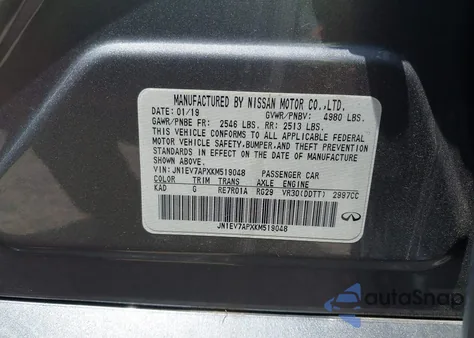 MANUFACTURED BY NISSAN MOTOR CO.,LTD.
DATE: 01/19 GVWR/PNBV: 4980 LBS.
GAWR/PNBE FR: 2546 LBS. RR: 2513 LBS.
THIS VEHICLE CONFORMS TO ALL APPLICABLE FEDERAL
MOTOR VEHICLE SAFETY,BUMPER,AND THEFT PREVENTION
STANDARDS IN EFFECT ON THE DATE OF MANUFACTURE
SHOWN ABOVE.
VIN: JN1EV7APXKM519048 PASSENGER CAR
COLOR TRIM TRANS AXLE ENGINE
KAD G RE7R01A RG29 VR30(DDTT) 2997CC
JN1EV7APXKM519048
autoSnap